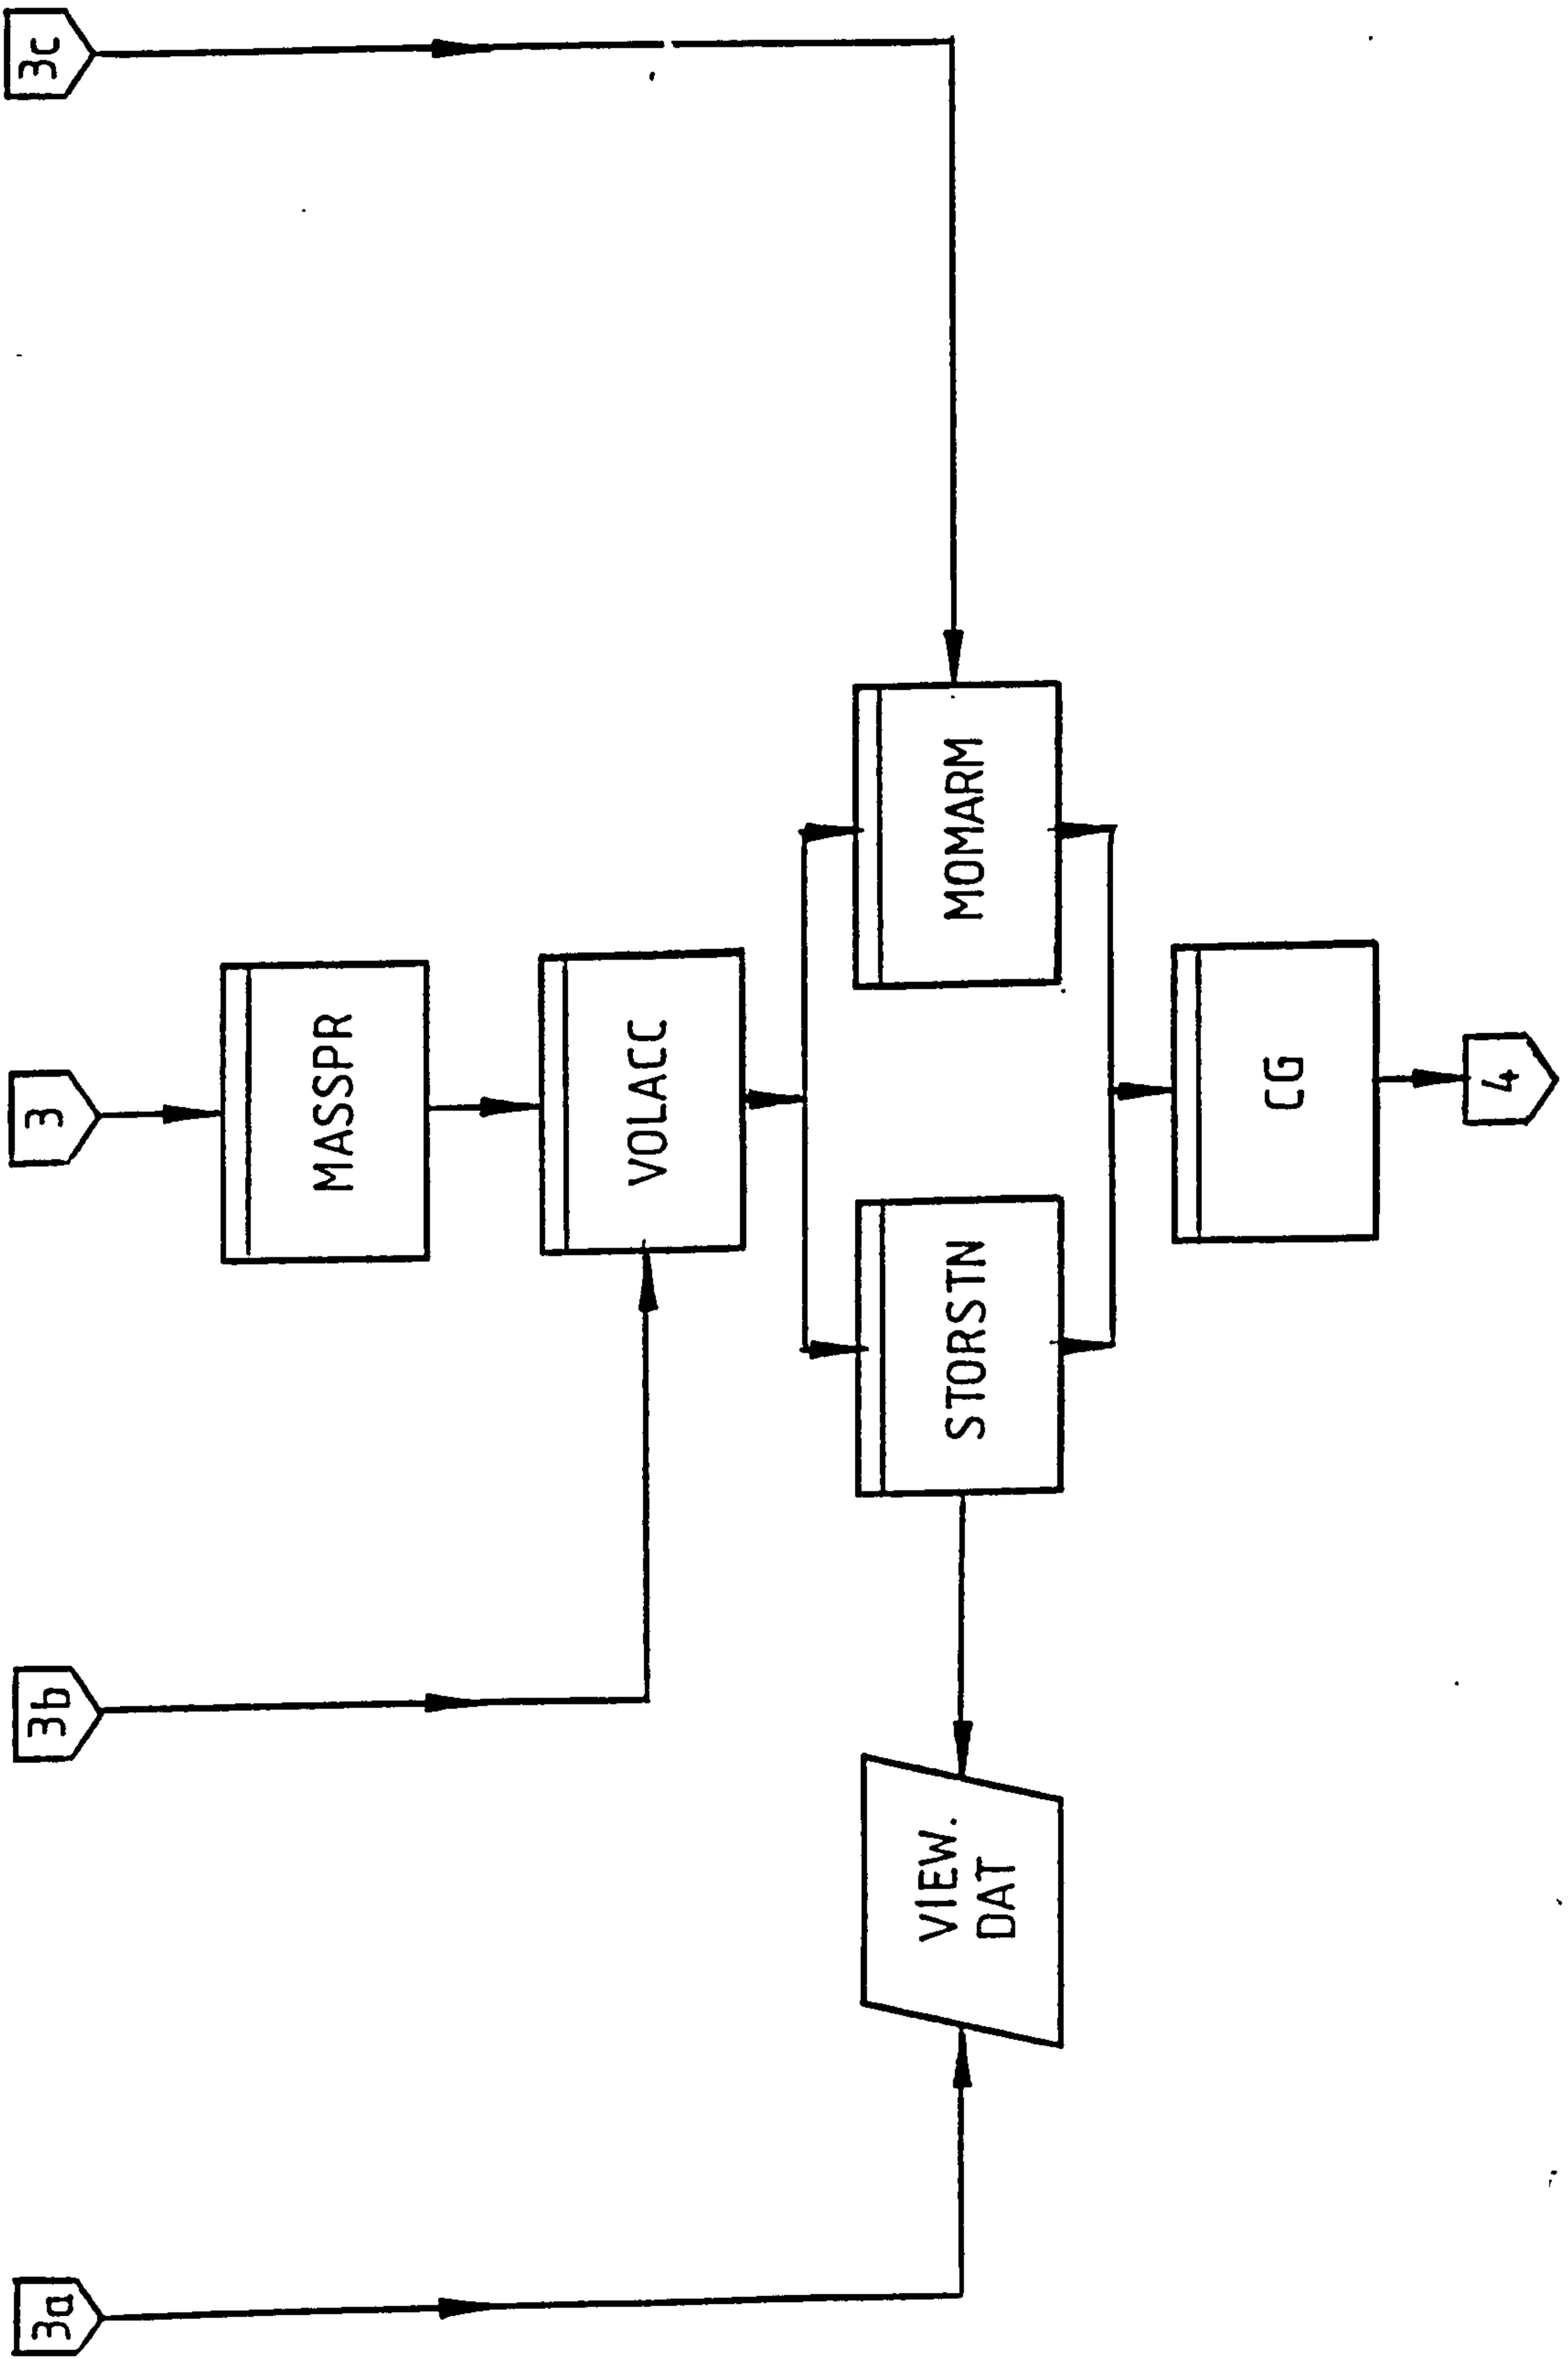 3a
3b
3
3c
MASSPR
VOLACC
VIEW.
DAT
STORSTN
MOMARM
CG
4